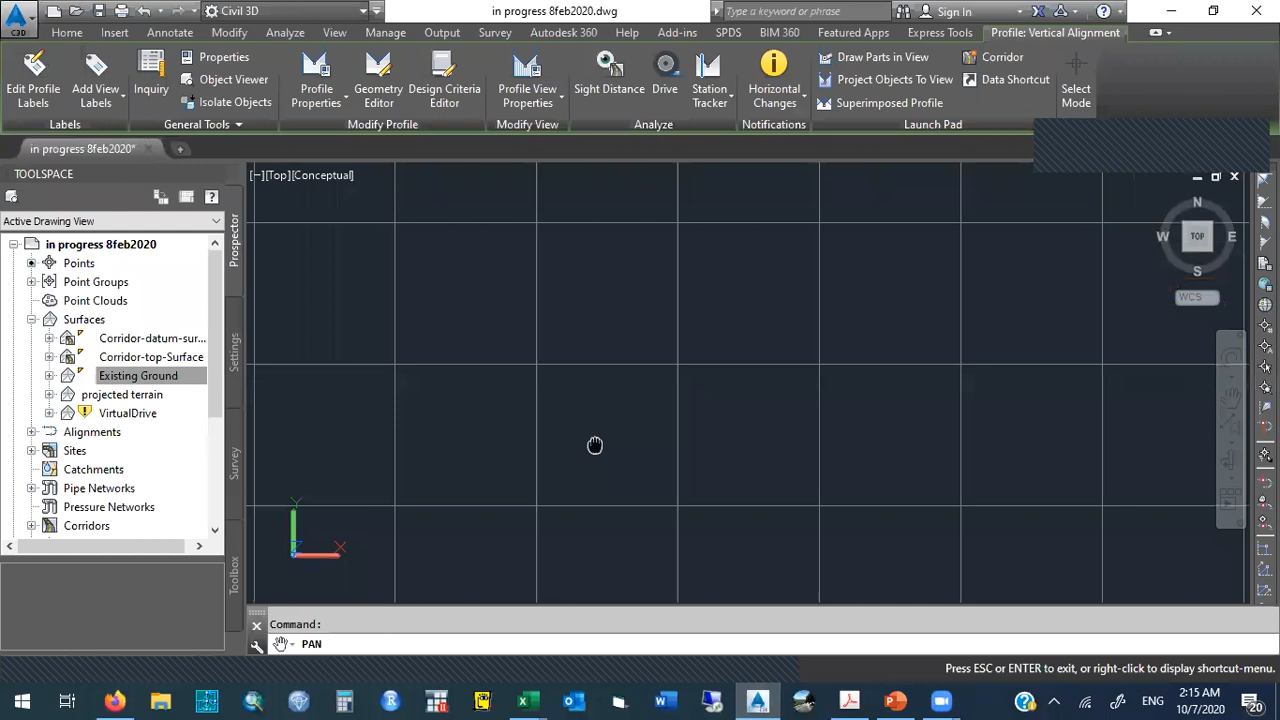 C3D
Civil 3D
in progress 8feb2020.dwg
Type a keyword or phrase
Sign In
Home Insert Annotate Modify Analyze View Manage Output Survey Autodesk 360 Help Add-ins SPDS BIM 360 Featured Apps Express Tools Profile: Vertical Alignment
Edit Profile Labels
Add View Labels
Labels
Inquiry
Properties
Object Viewer
Isolate Objects
General Tools
Profile Properties
Geometry Editor
Design Criteria Editor
Modify Profile
Profile View Properties
Modify View
Sight Distance
Drive
Station Tracker
Analyze
Horizontal Changes
Notifications
Draw Parts in View
Project Objects To View
Superimposed Profile
Corridor
Data Shortcut
Launch Pad
Select Mode
in progress 8feb2020*
TOOLSPACE
Active Drawing View
in progress 8feb2020
Points
Point Groups
Point Clouds
Surfaces
Corridor-datum-sur...
Corridor-top-Surface
Existing Ground
projected terrain
VirtualDrive
Alignments
Sites
Catchments
Pipe Networks
Pressure Networks
Corridors
Prospector
Settings
Survey
Toolbox
[−][Top][Conceptual]
N
W TOP E
S
WCS
Y
X
Command:
PAN
Press ESC or ENTER to exit, or right-click to display shortcut-menu.
ENG
2:15 AM
10/7/2020
20